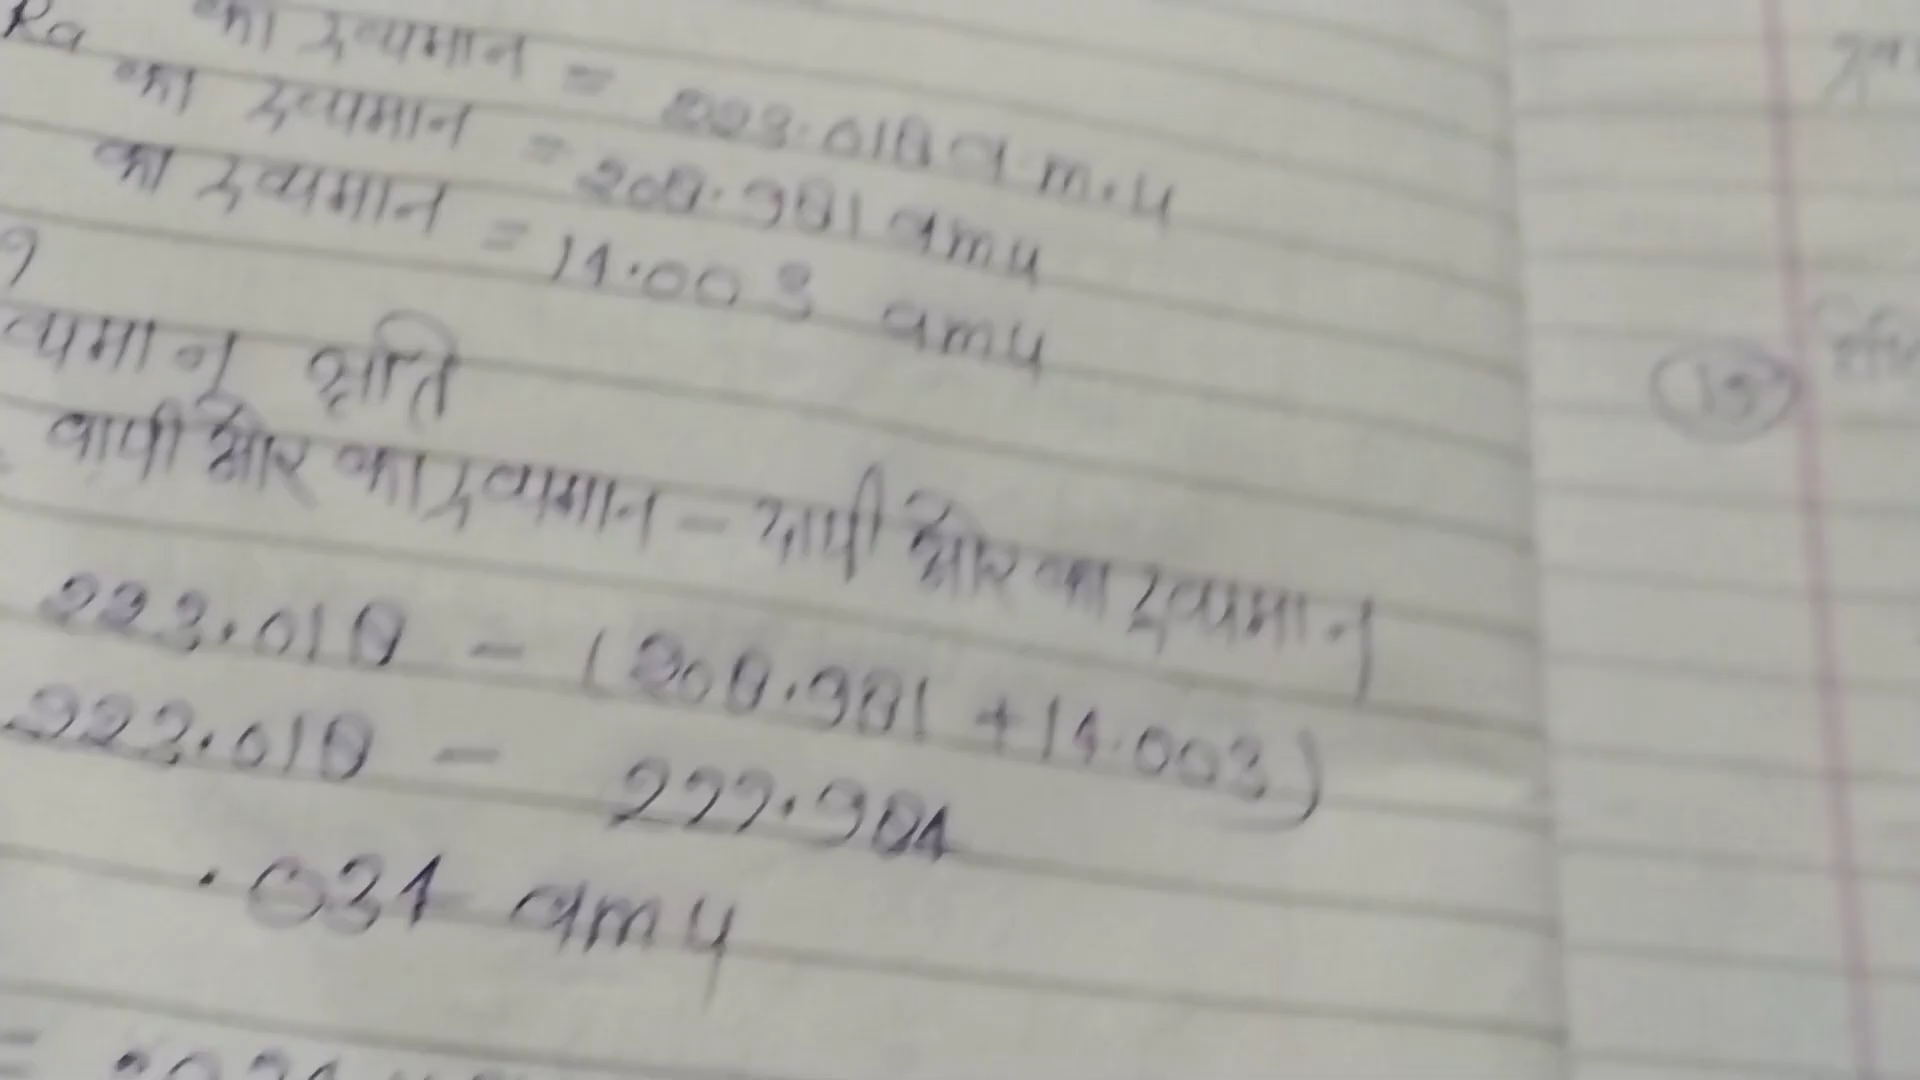 Ra का द्रव्यमान = 223.018 a.m.u
का द्रव्यमान = 208.981 amu
का द्रव्यमान = 14.003 amu
व्यमान क्षति
वापी ओर का द्रव्यमान - दापी ओर का द्रव्यमान
223.018 - (208.981 + 14.003)
223.018 - 222.984
.034 amu
(13)